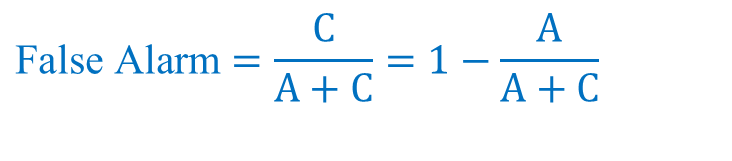 False Alarm = C / (A + C) = 1 − A / (A + C)